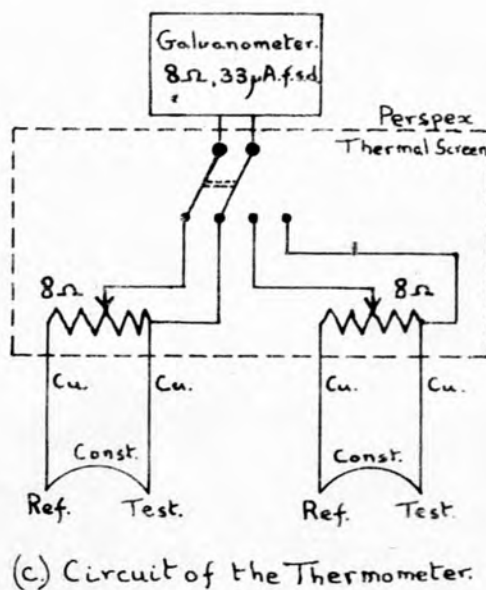 Galvanometer.
8Ω, 33μA.f.s.d.
Perspex
Thermal Screen
8Ω
8Ω
Cu.
Cu.
Cu.
Cu.
Const.
Const.
Ref.
Test.
Ref.
Test.
(c.) Circuit of the Thermometer.